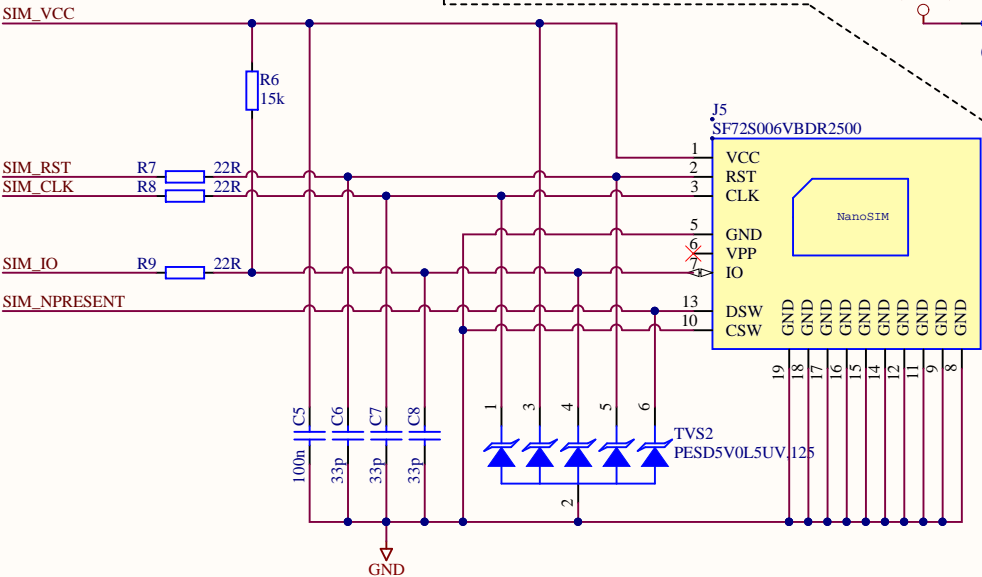 SIM_VCC
R6
15k
J5
SF72S006VBDR2500
1
VCC
SIM_RST
R7
22R
2
RST
SIM_CLK
R8
22R
3
CLK
NanoSIM
5
GND
6
VPP
SIM_IO
R9
22R
7
IO
SIM_NPRESENT
13
DSW
10
CSW
GND
GND
GND
GND
GND
GND
GND
GND
GND
GND
19
18
17
16
15
14
12
11
9
8
C5
C6
C7
C8
100n
33p
33p
33p
1
3
4
5
6
TVS2
PESD5V0L5UV,125
2
GND